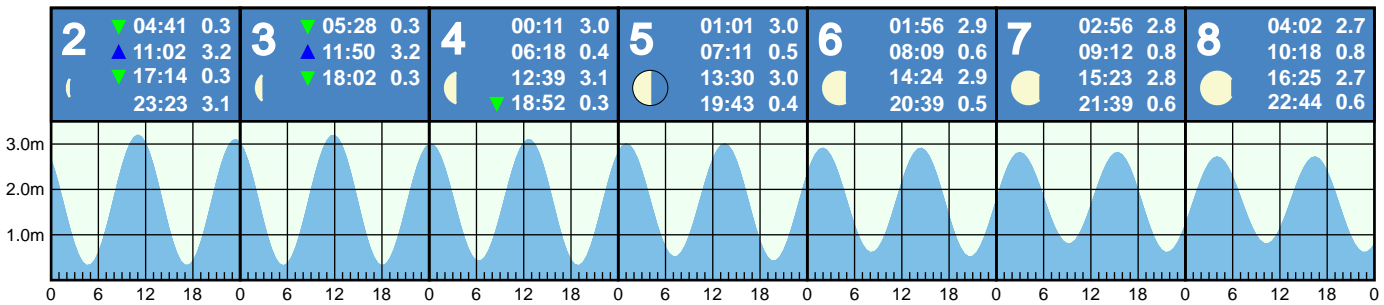 2
▼ 04:41 0.3
▲ 11:02 3.2
▼ 17:14 0.3
23:23 3.1
3
▼ 05:28 0.3
▲ 11:50 3.2
▼ 18:02 0.3
4
00:11 3.0
06:18 0.4
12:39 3.1
▼ 18:52 0.3
5
01:01 3.0
07:11 0.5
13:30 3.0
19:43 0.4
6
01:56 2.9
08:09 0.6
14:24 2.9
20:39 0.5
7
02:56 2.8
09:12 0.8
15:23 2.8
21:39 0.6
8
04:02 2.7
10:18 0.8
16:25 2.7
22:44 0.6
3.0m
2.0m
1.0m
0 6 12 18 0 6 12 18 0 6 12 18 0 6 12 18 0 6 12 18 0 6 12 18 0 6 12 18 0